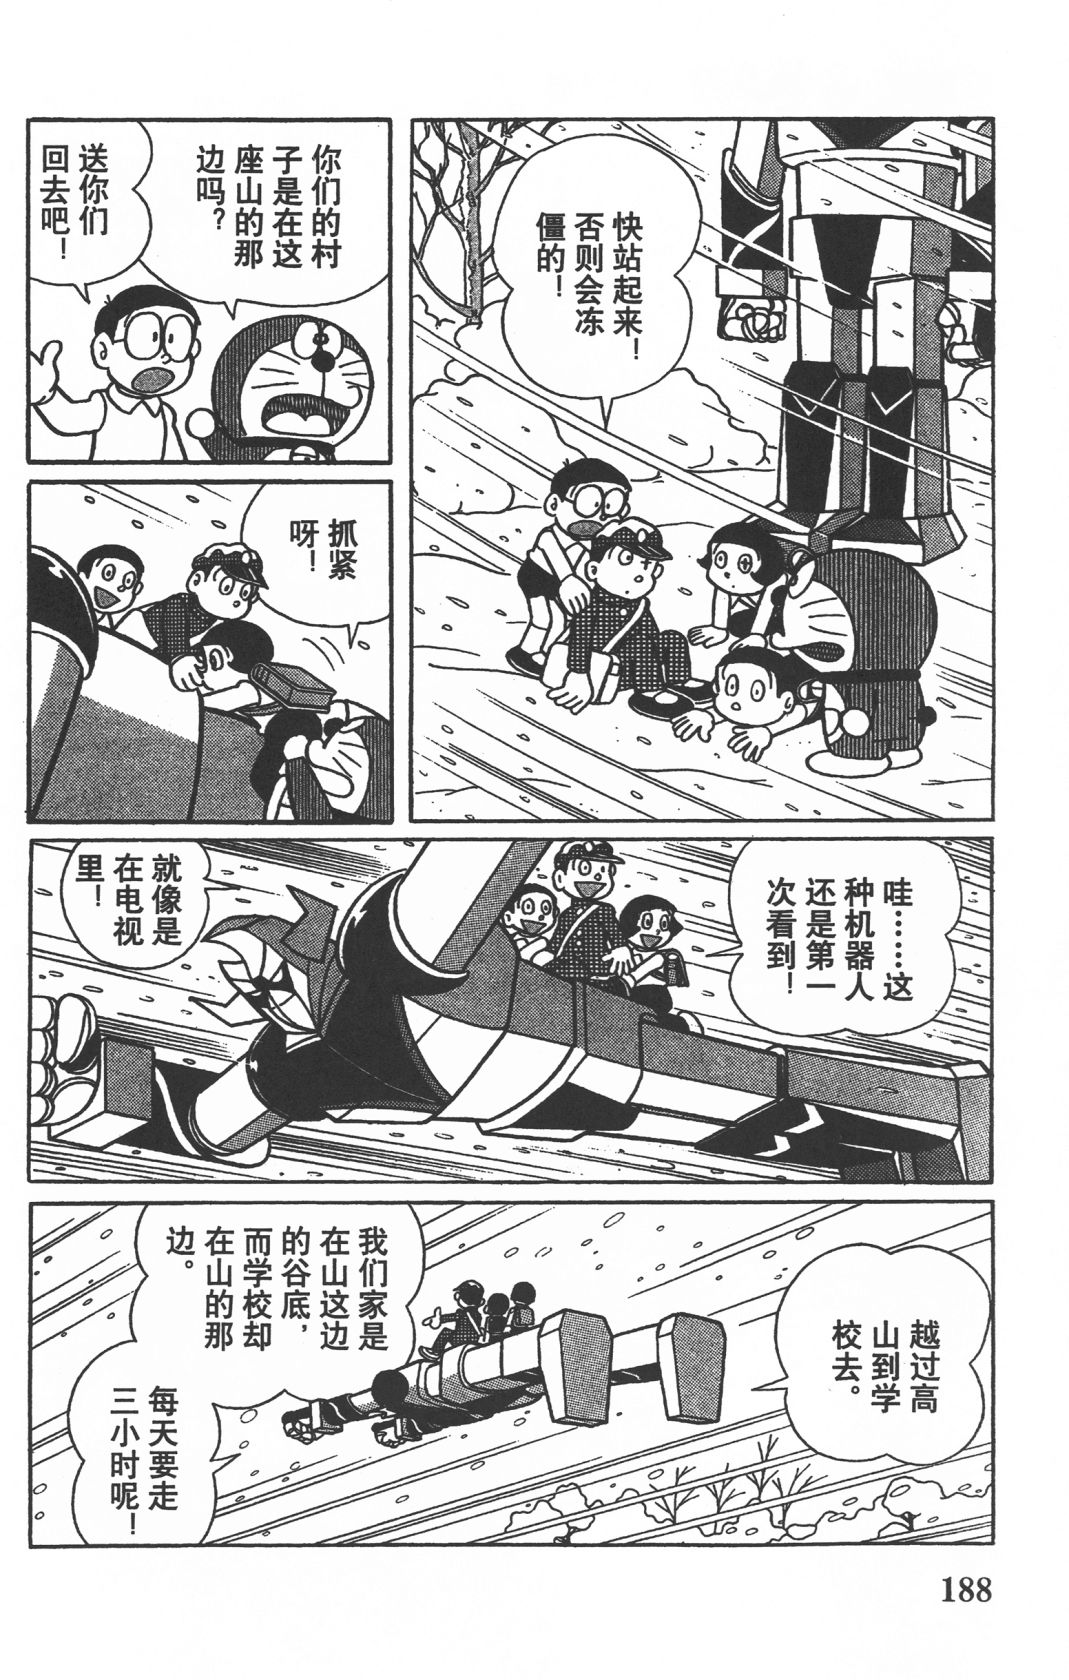 快站起来！
否则会冻
僵的！
你们的村
子是在这
座山的那
边吗？
送你们
回去吧！
抓紧
呀！
哇……这
种机器人
还是第一
次看到！
就像是
在电视
里！
越过高
山到学
校去。
我们家是
在山这边
的谷底，
而学校却
在山的那
边。
每天要走
三小时呢！
188